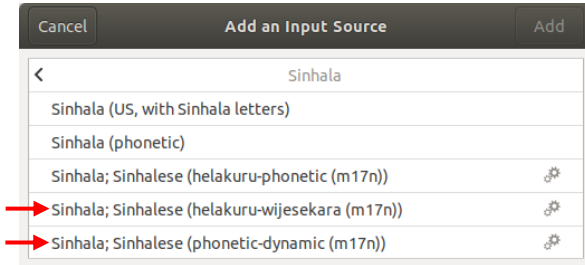 Cancel Add an Input Source Add
Sinhala
Sinhala (US, with Sinhala letters)
Sinhala (phonetic)
Sinhala; Sinhalese (helakuru-phonetic (m17n))
Sinhala; Sinhalese (helakuru-wijesekara (m17n))
Sinhala; Sinhalese (phonetic-dynamic (m17n))